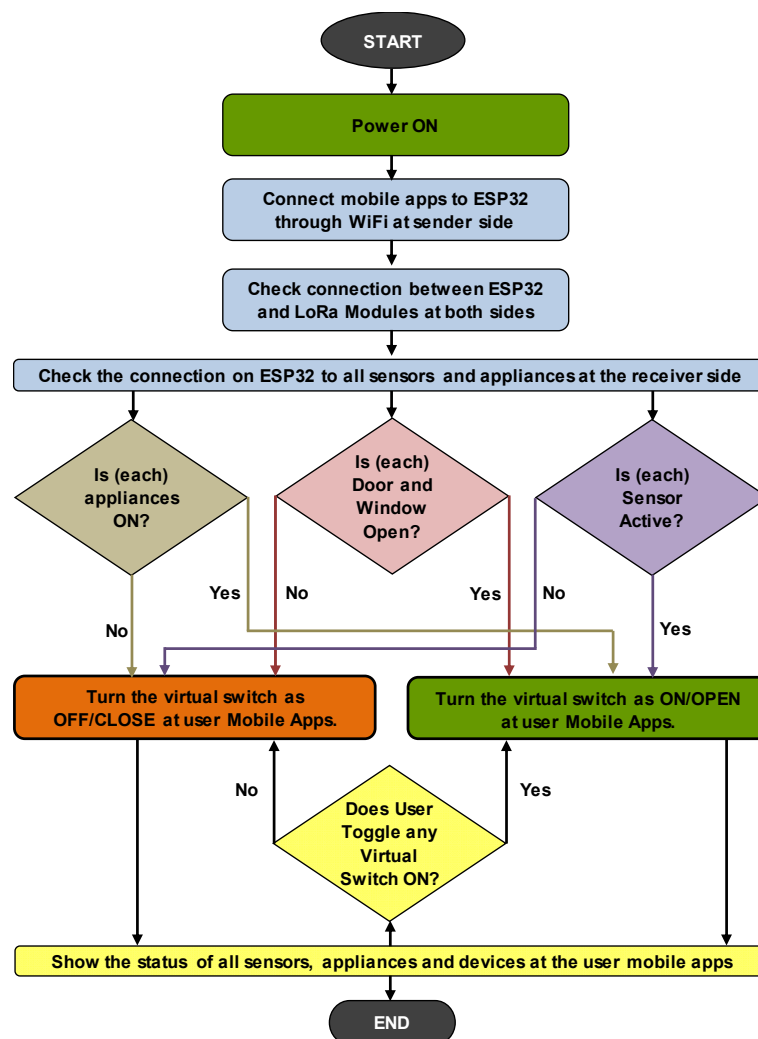 START
Power ON
Connect mobile apps to ESP32
through WiFi at sender side
Check connection between ESP32
and LoRa Modules at both sides
Check the connection on ESP32 to all sensors and appliances at the receiver side
Is (each)
appliances
ON?
Is (each)
Door and
Window
Open?
Is (each)
Sensor
Active?
No
Yes
No
Yes
No
Yes
Turn the virtual switch as
OFF/CLOSE at user Mobile Apps.
Turn the virtual switch as ON/OPEN
at user Mobile Apps.
No
Yes
Does User
Toggle any
Virtual
Switch ON?
Show the status of all sensors, appliances and devices at the user mobile apps
END